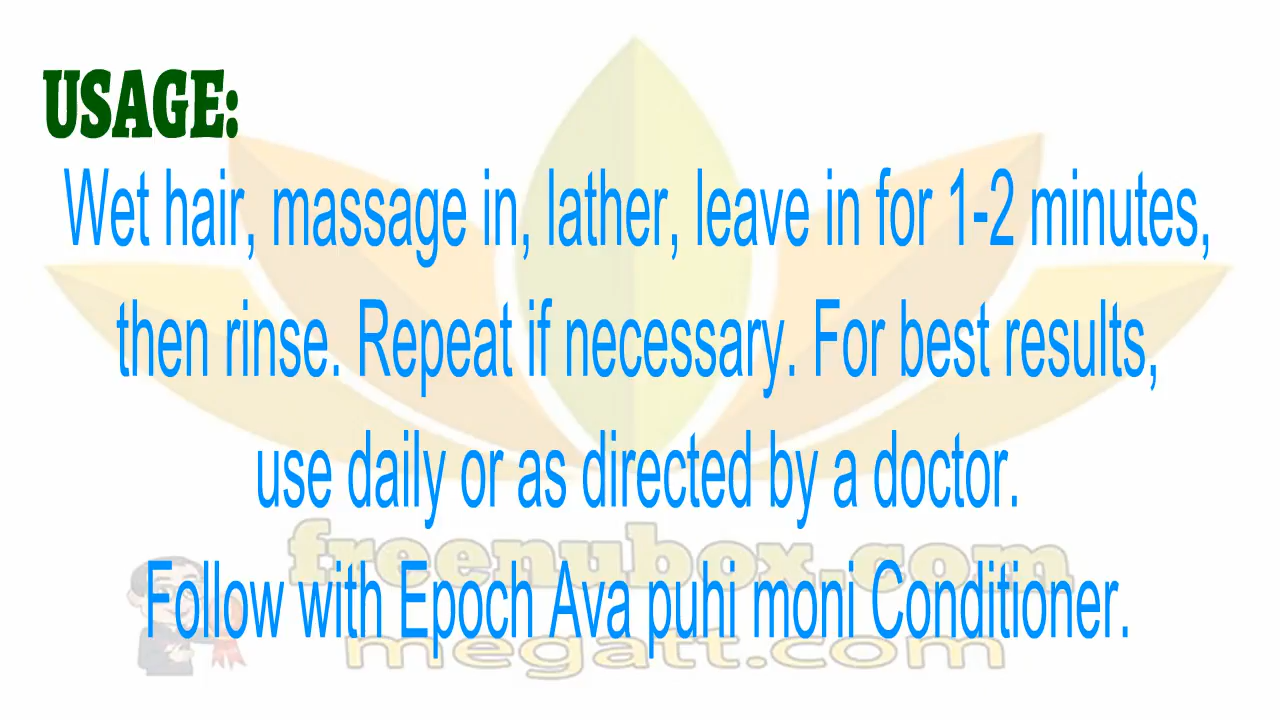 USAGE:
Wet hair, massage in, lather, leave in for 1-2 minutes,
then rinse. Repeat if necessary. For best results,
use daily or as directed by a doctor.
freenubox.com
Follow with Epoch Ava puhi moni Conditioner.
megatt.com